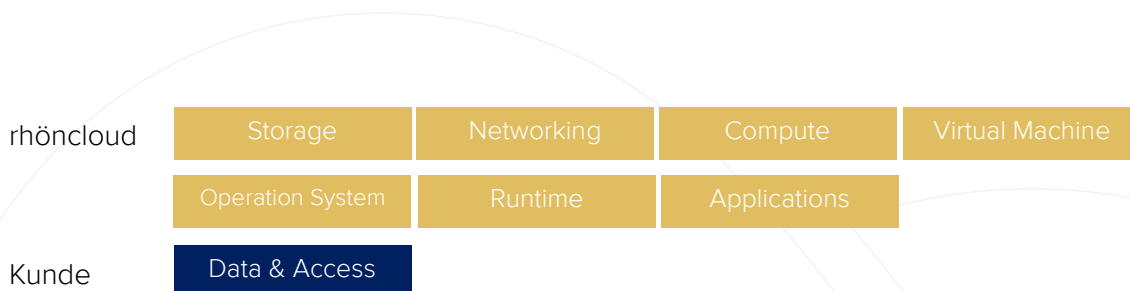 rhöncloud Storage Networking Compute Virtual Machine
Operation System Runtime Applications
Kunde Data & Access